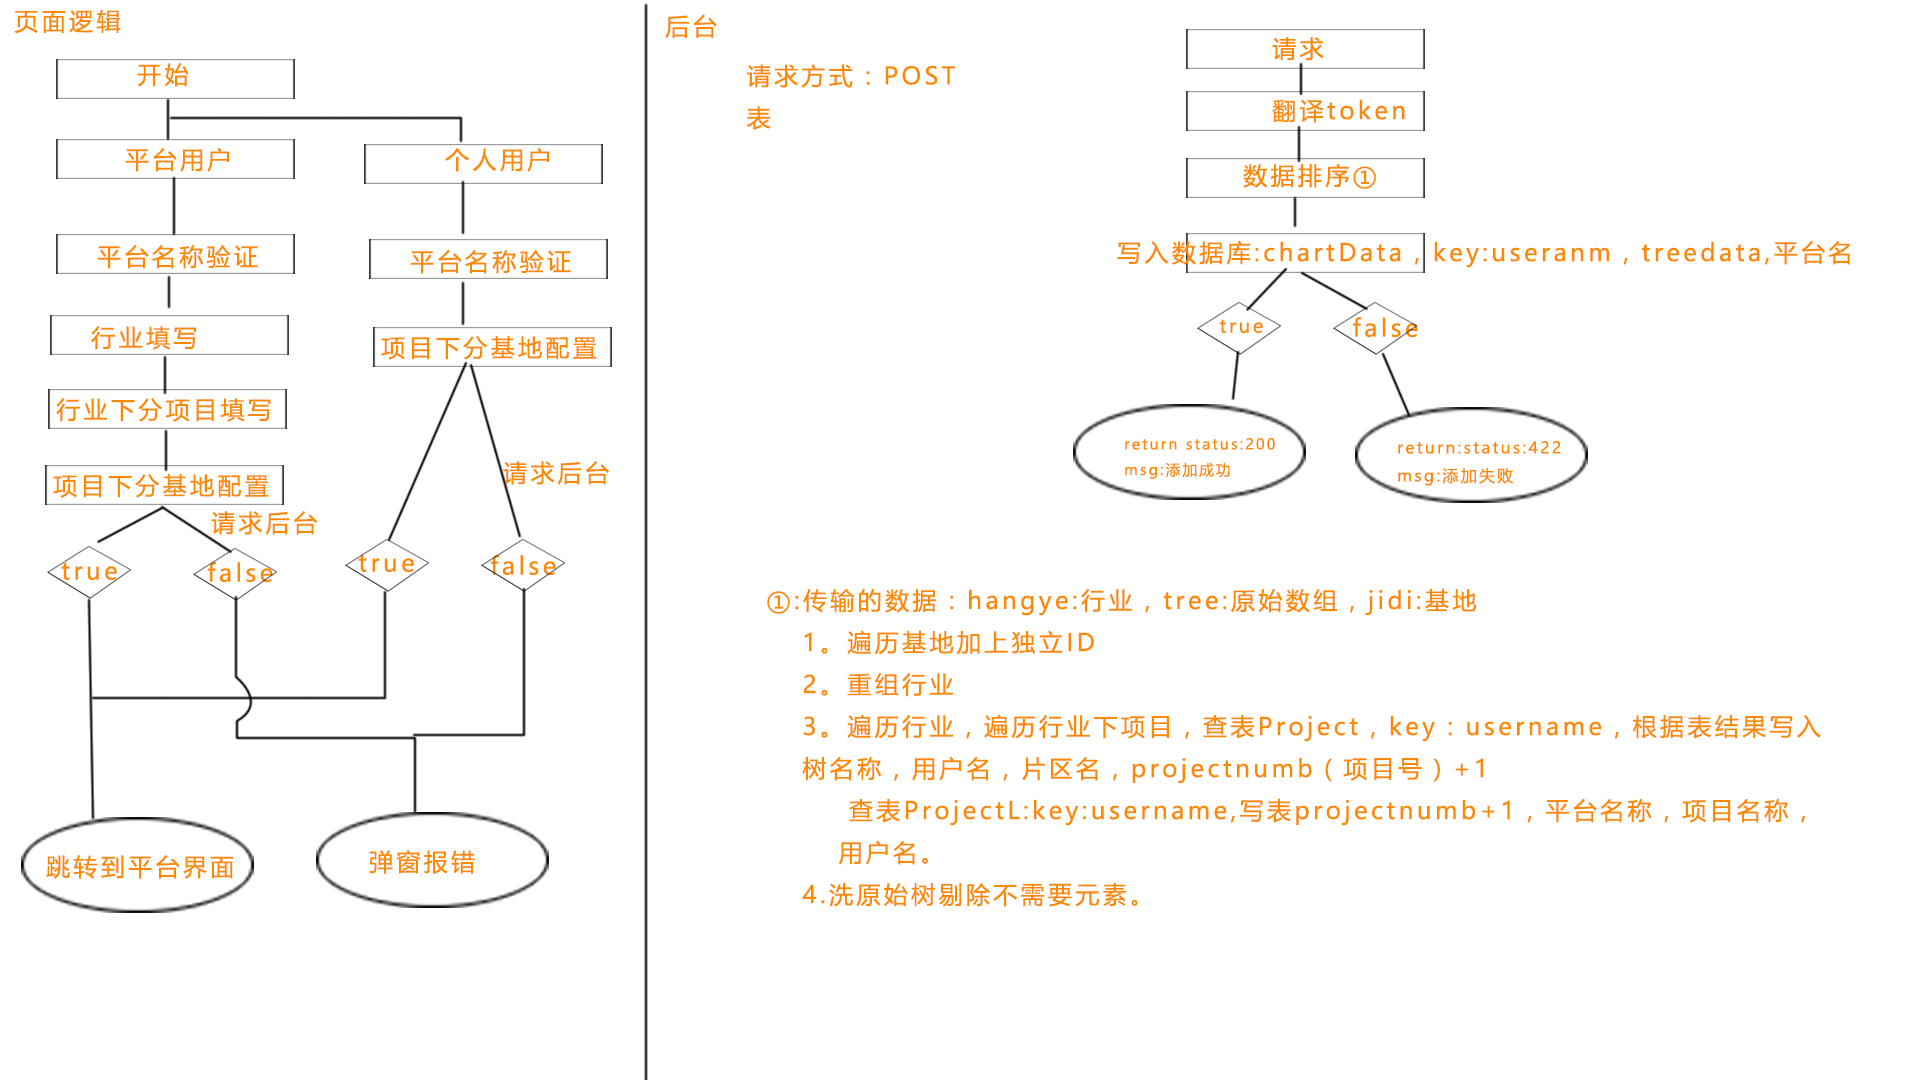 页面逻辑
开始
平台用户
个人用户
平台名称验证
平台名称验证
行业填写
项目下分基地配置
行业下分项目填写
项目下分基地配置
请求后台
请求后台
true
false
true
false
跳转到平台界面
弹窗报错
后台
请求方式：POST
表
请求
翻译token
数据排序①
写入数据库:chartData，key:useranm，treedata,平台名
true
false
return status:200
msg:添加成功
return:status:422
msg:添加失败
①:传输的数据：hangye:行业，tree:原始数组，jidi:基地
1。遍历基地加上独立ID
2。重组行业
3。遍历行业，遍历行业下项目，查表Project，key：username，根据表结果写入
树名称，用户名，片区名，projectnumb（项目号）+1
查表ProjectL:key:username,写表projectnumb+1，平台名称，项目名称，
用户名。
4.洗原始树剔除不需要元素。